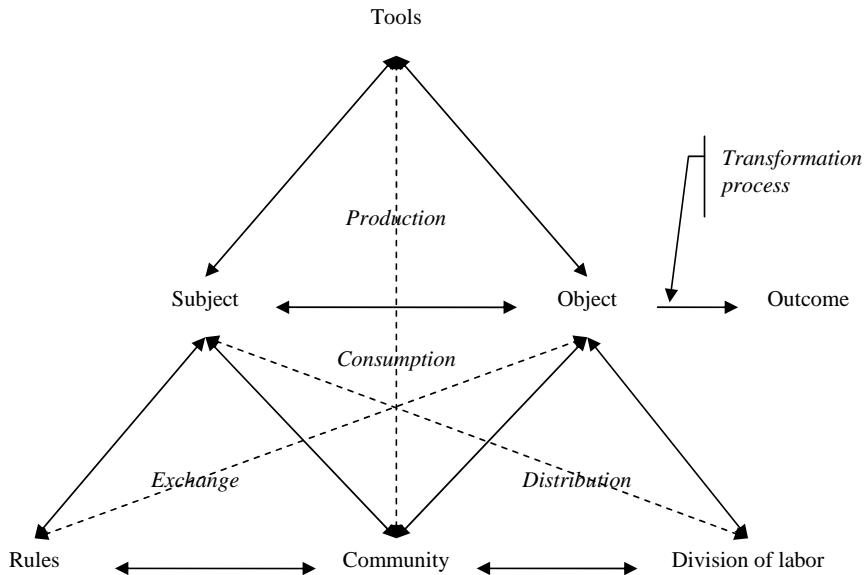 Tools
Transformation
process
Production
Subject
Object
Outcome
Consumption
Exchange
Distribution
Rules
Community
Division of labor